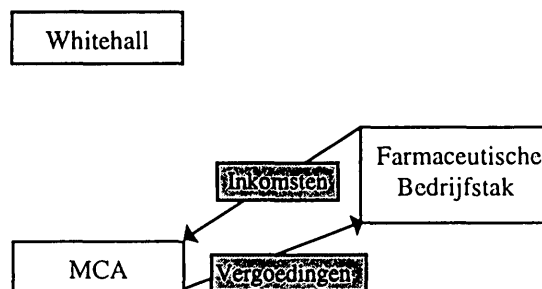 Whitehall
Farmaceutische
Bedrijfstak
Inkomsten
MCA
Vergoedingen